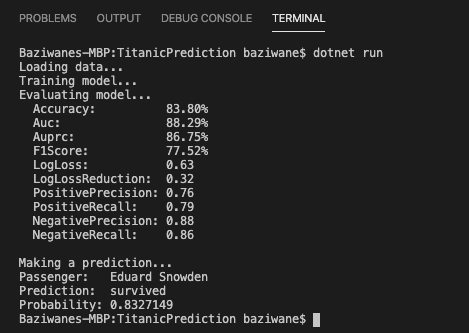 PROBLEMS OUTPUT DEBUG CONSOLE TERMINAL
Baziwanes-MBP:TitanicPrediction baziwane$ dotnet run
Loading data...
Training model...
Evaluating model...
Accuracy: 83.80%
Auc: 88.29%
Auprc: 86.75%
F1Score: 77.52%
LogLoss: 0.63
LogLossReduction: 0.32
PositivePrecision: 0.76
PositiveRecall: 0.79
NegativePrecision: 0.88
NegativeRecall: 0.86
Making a prediction...
Passenger: Eduard Snowden
Prediction: survived
Probability: 0.8327149
Baziwanes-MBP:TitanicPrediction baziwane$